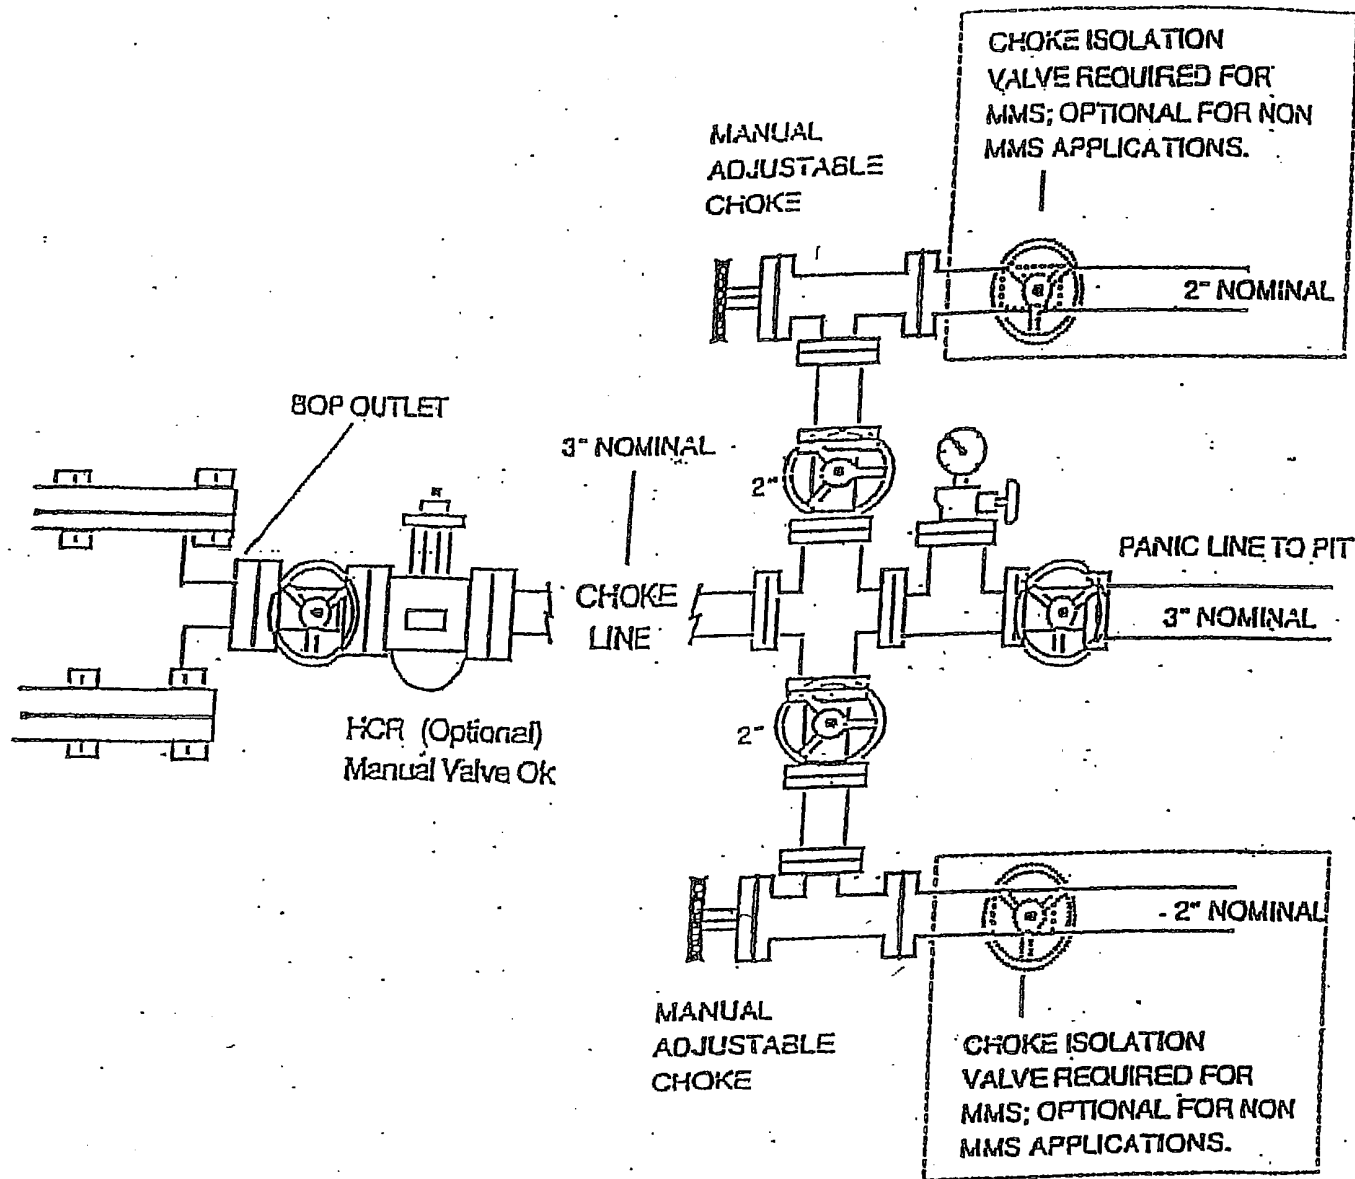 CHOKE ISOLATION
VALVE REQUIRED FOR
MMS; OPTIONAL FOR NON
MMS APPLICATIONS.
MANUAL
ADJUSTABLE
CHOKE
2" NOMINAL
BOP OUTLET
3" NOMINAL
2"
PANIC LINE TO PIT
CHOKE
LINE
3" NOMINAL
HCR (Optional)
Manual Valve Ok
2"
2" NOMINAL
MANUAL
ADJUSTABLE
CHOKE
CHOKE ISOLATION
VALVE REQUIRED FOR
MMS; OPTIONAL FOR NON
MMS APPLICATIONS.